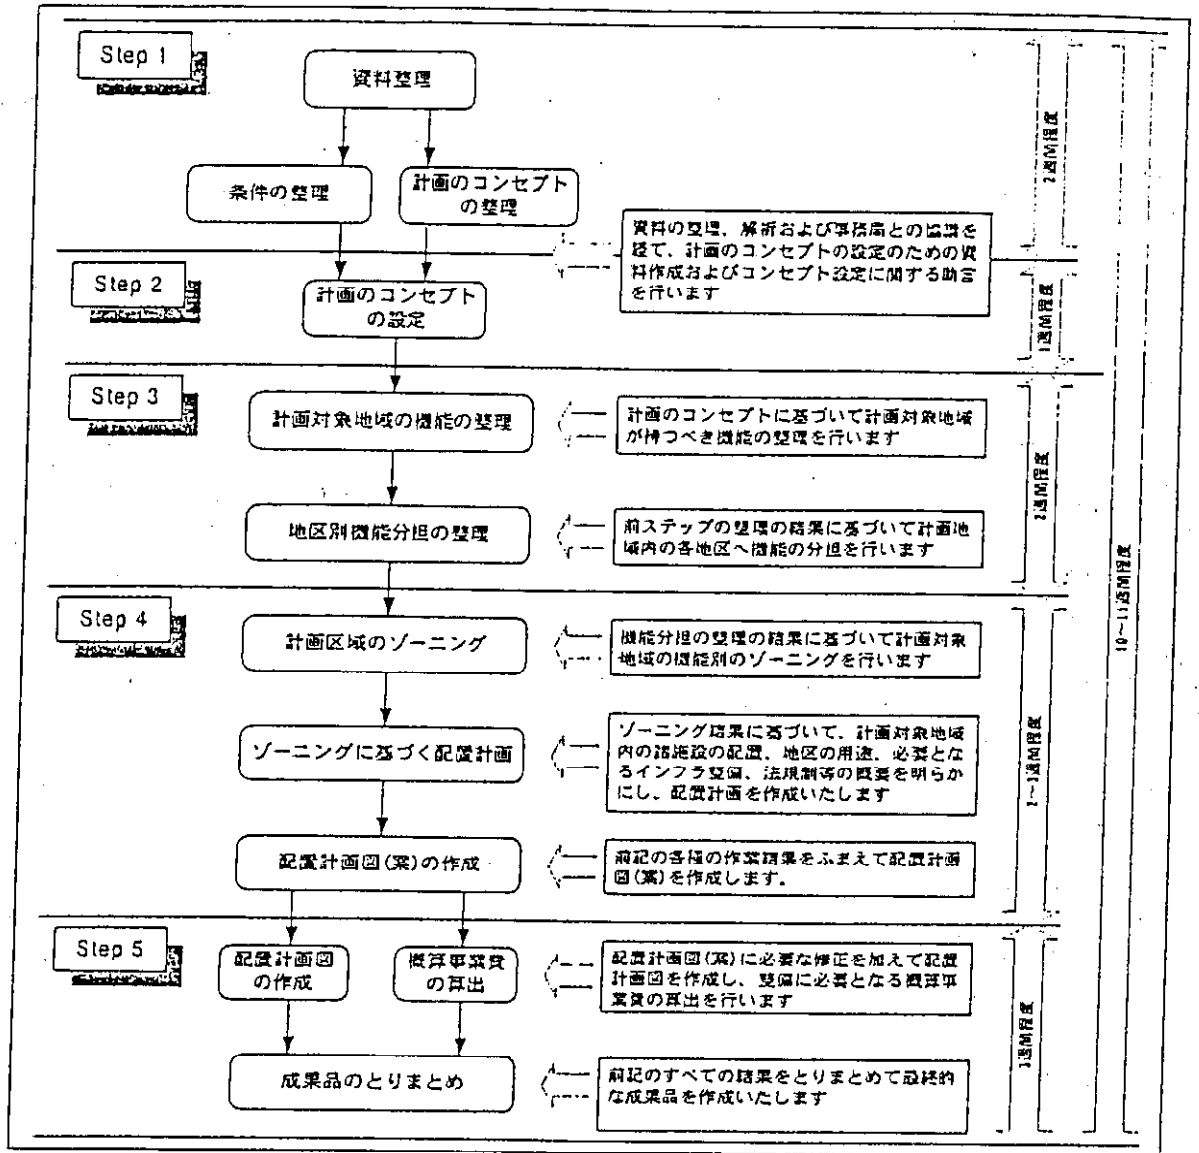 Step 1
資料整理
条件の整理
計画のコンセプト
の整理
2週間程度
資料の整理、解析および事務局との協議を
経て、計画のコンセプトの設定のための資
料作成およびコンセプト設定に関する助言
を行います
Step 2
計画のコンセプト
の設定
1週間程度
Step 3
計画対象地域の機能の整理
計画のコンセプトに基づいて計画対象地域
が持つべき機能の整理を行います
地区別機能分担の整理
前ステップの整理の結果に基づいて計画地
域内の各地区へ機能の分担を行います
2週間程度
10〜11週間程度
Step 4
計画区域のゾーニング
機能分担の整理の結果に基づいて計画対象
地域の機能別のゾーニングを行います
ゾーニングに基づく配置計画
ゾーニング結果に基づいて、計画対象地域
内の諸施設の配置、地区の用途、必要とな
るインフラ整備、法規制等の概要を明らか
にし、配置計画を作成いたします
配置計画図(案)の作成
前記の各種の作業結果をふまえて配置計画
図(案)を作成します。
週間程度
Step 5
配置計画図
の作成
概算事業費
の算出
配置計画図(案)に必要な修正を加えて配置
計画図を作成し、整備に必要となる概算事
業費の算出を行います
成果品のとりまとめ
前記のすべての結果をとりまとめて最終的
な成果品を作成いたします
週間程度